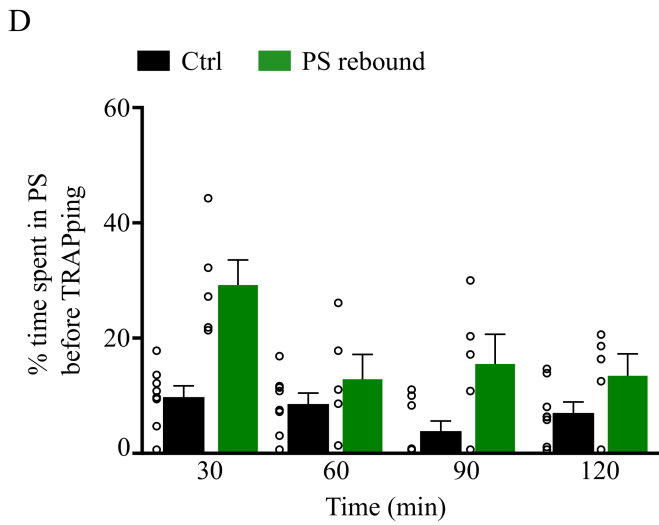 D
Ctrl PS rebound
% time spent in PS
before TRAPping
60
40
20
0
30 60 90 120
Time (min)